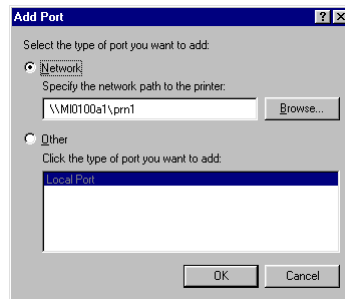 Add Port
Select the type of port you want to add:
Network
Specify the network path to the printer:
\\MI0100a1\prn1
Browse...
Other
Click the type of port you want to add:
Local Port
OK Cancel